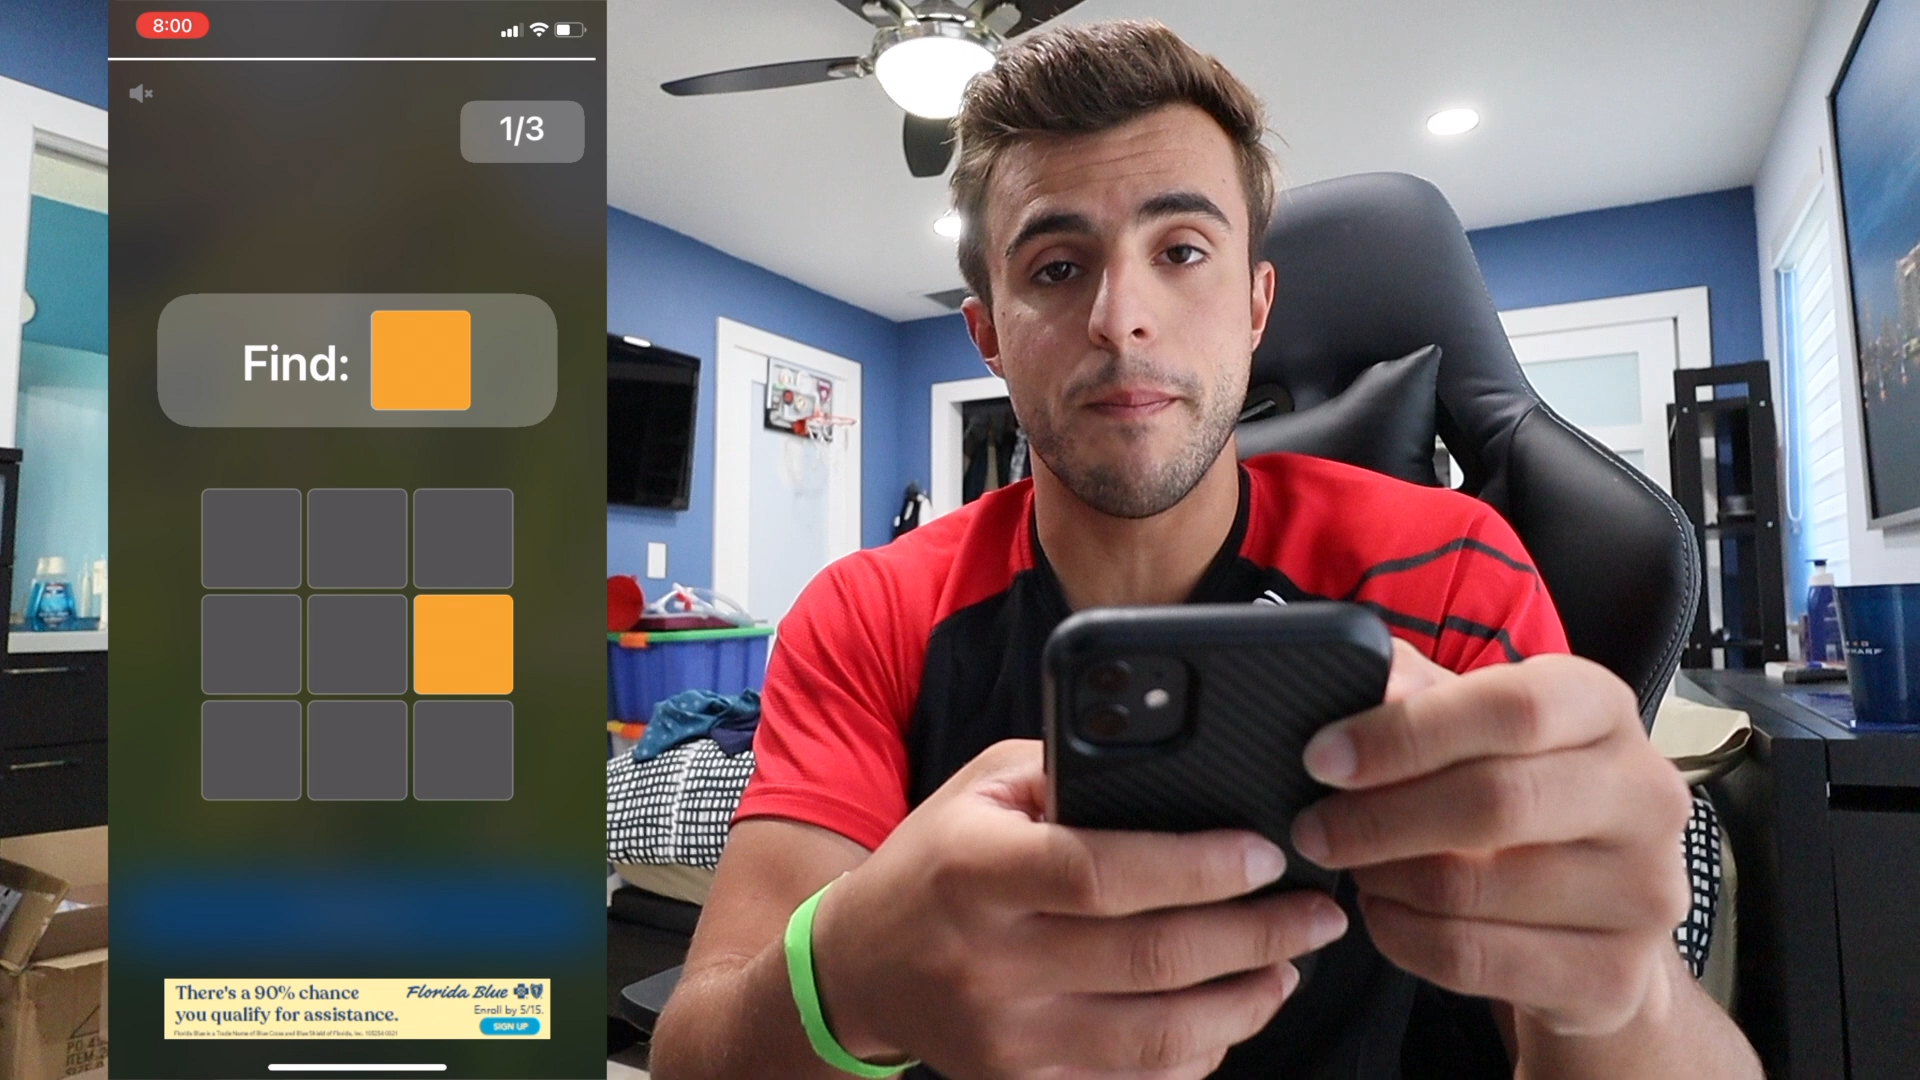 8:00
1/3
Find:
There's a 90% chance
you qualify for assistance.
Florida Blue
Enroll by 5/15.
SIGN UP